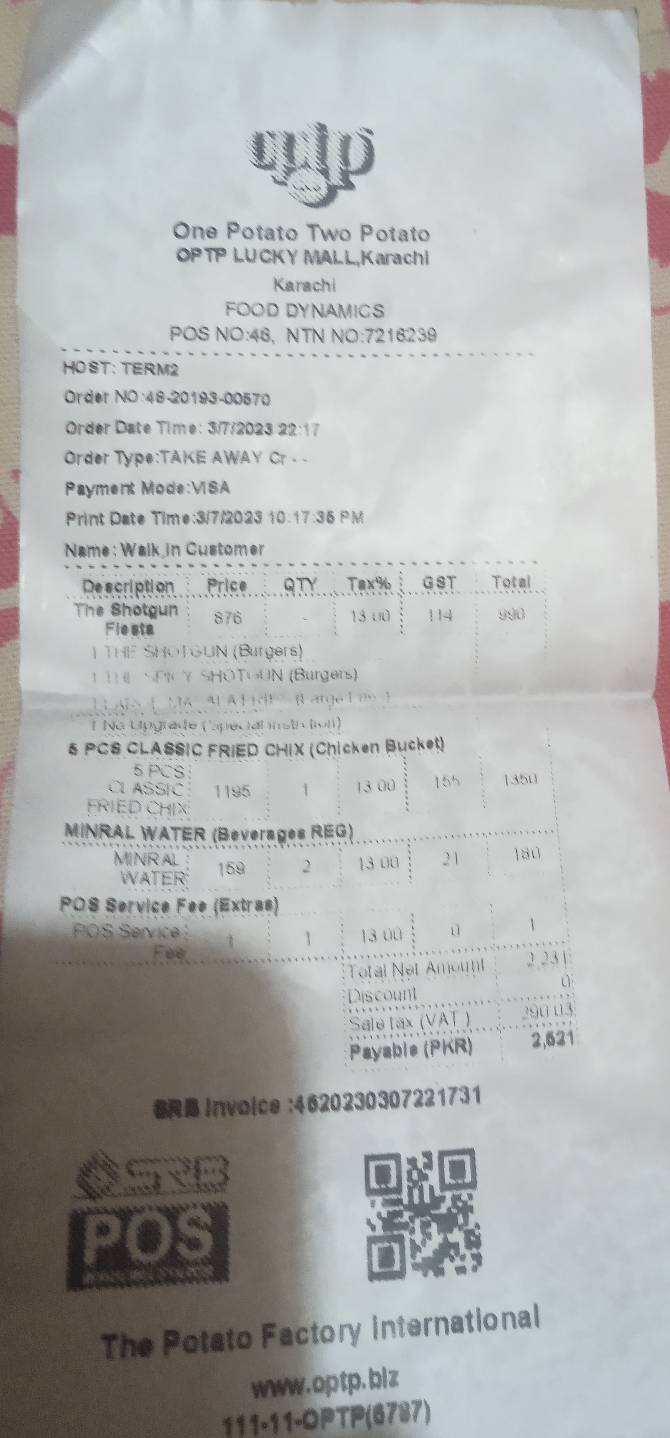 optp
One Potato Two Potato
OPTP LUCKY MALL,Karachi
Karachi
FOOD DYNAMICS
POS NO:46, NTN NO:7216239
HOST: TERM2
Order NO:46-20193-00570
Order Date Time: 3/7/2023 22:17
Order Type:TAKE AWAY Cr - -
Payment Mode:VISA
Print Date Time:3/7/2023 10:17:35 PM
Name: Walk in Customer
Description Price QTY Tax% GST Total
The Shotgun Fiesta 876 - 13.00 114 990
1 THE SHOTGUN (Burgers)
1 THE SPICY SHOTGUN (Burgers)
1 No Upgrade (Special Instruction)
5 PCS CLASSIC FRIED CHIX (Chicken Bucket)
5 PCS
CLASSIC 1195 1 13.00 155 1350
FRIED CHIX
MINRAL WATER (Beverages REG)
MINRAL
WATER 159 2 13.00 21 180
POS Service Fee (Extras)
POS Service
Fee 1 1 13.00 0 1
Total Net Amount 2,231
Discount 0
Sale tax (VAT) 290.03
Payable (PKR) 2,521
SRB Invoice :4620230307221731
SRB
POS
The Potato Factory International
www.optp.biz
111-11-OPTP(6787)